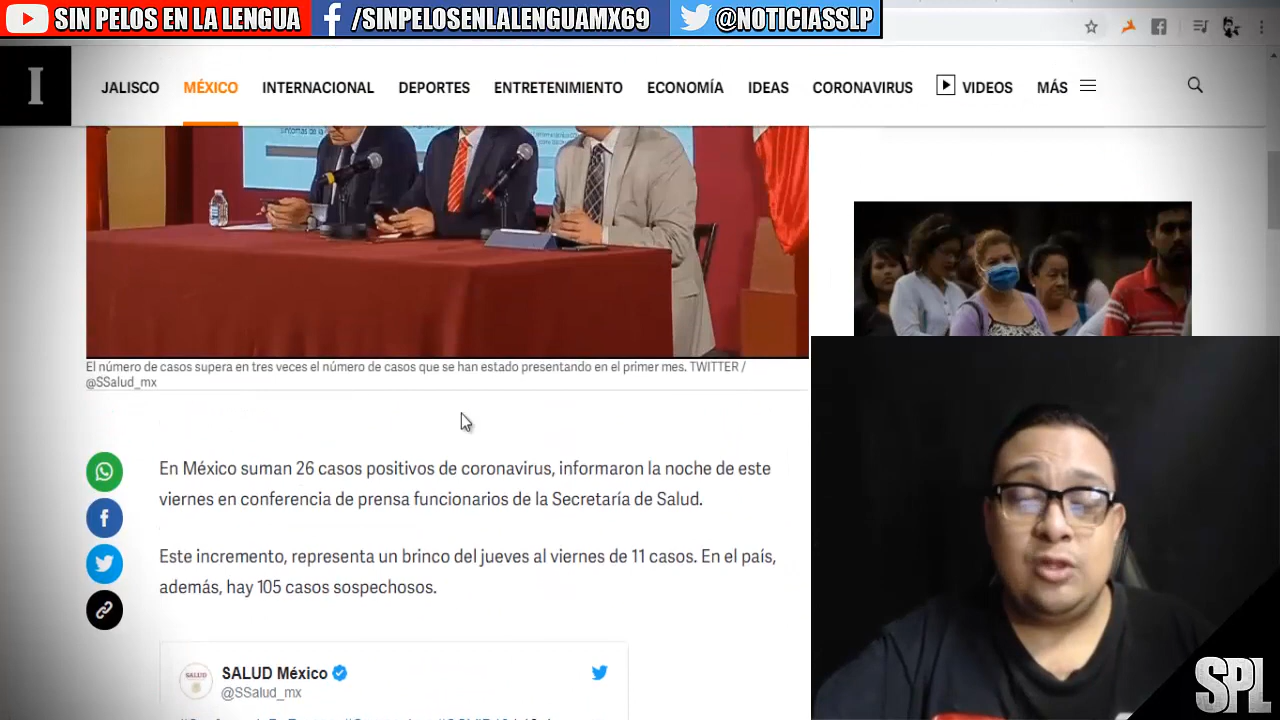 SIN PELOS EN LA LENGUA
/SINPELOSENLALENGUAMX69
@NOTICIASSLP
I
JALISCO
MÉXICO
INTERNACIONAL
DEPORTES
ENTRETENIMIENTO
ECONOMÍA
IDEAS
CORONAVIRUS
VIDEOS
MÁS
El número de casos supera en tres veces el número de casos que se han estado presentando en el primer mes. TWITTER /
@SSalud_mx
En México suman 26 casos positivos de coronavirus, informaron la noche de este
viernes en conferencia de prensa funcionarios de la Secretaría de Salud.
Este incremento, representa un brinco del jueves al viernes de 11 casos. En el país,
además, hay 105 casos sospechosos.
SALUD
SALUD México
@SSalud_mx
SPL